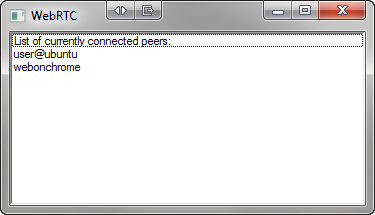 WebRTC
List of currently connected peers:
user@ubuntu
webonchrome